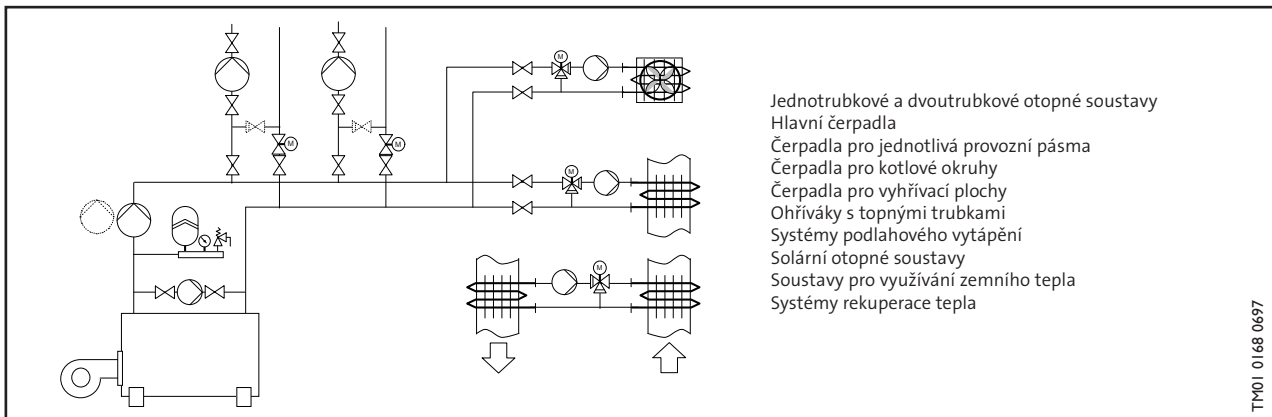 M
M
M
M
M
Jednotrubkové a dvoutrubkové otopné soustavy
Hlavní čerpadla
Čerpadla pro jednotlivá provozní pásma
Čerpadla pro kotlové okruhy
Čerpadla pro vyhřívací plochy
Ohříváky s topnými trubkami
Systémy podlahového vytápění
Solární otopné soustavy
Soustavy pro využívání zemního tepla
Systémy rekuperace tepla
TM01 0168 0697